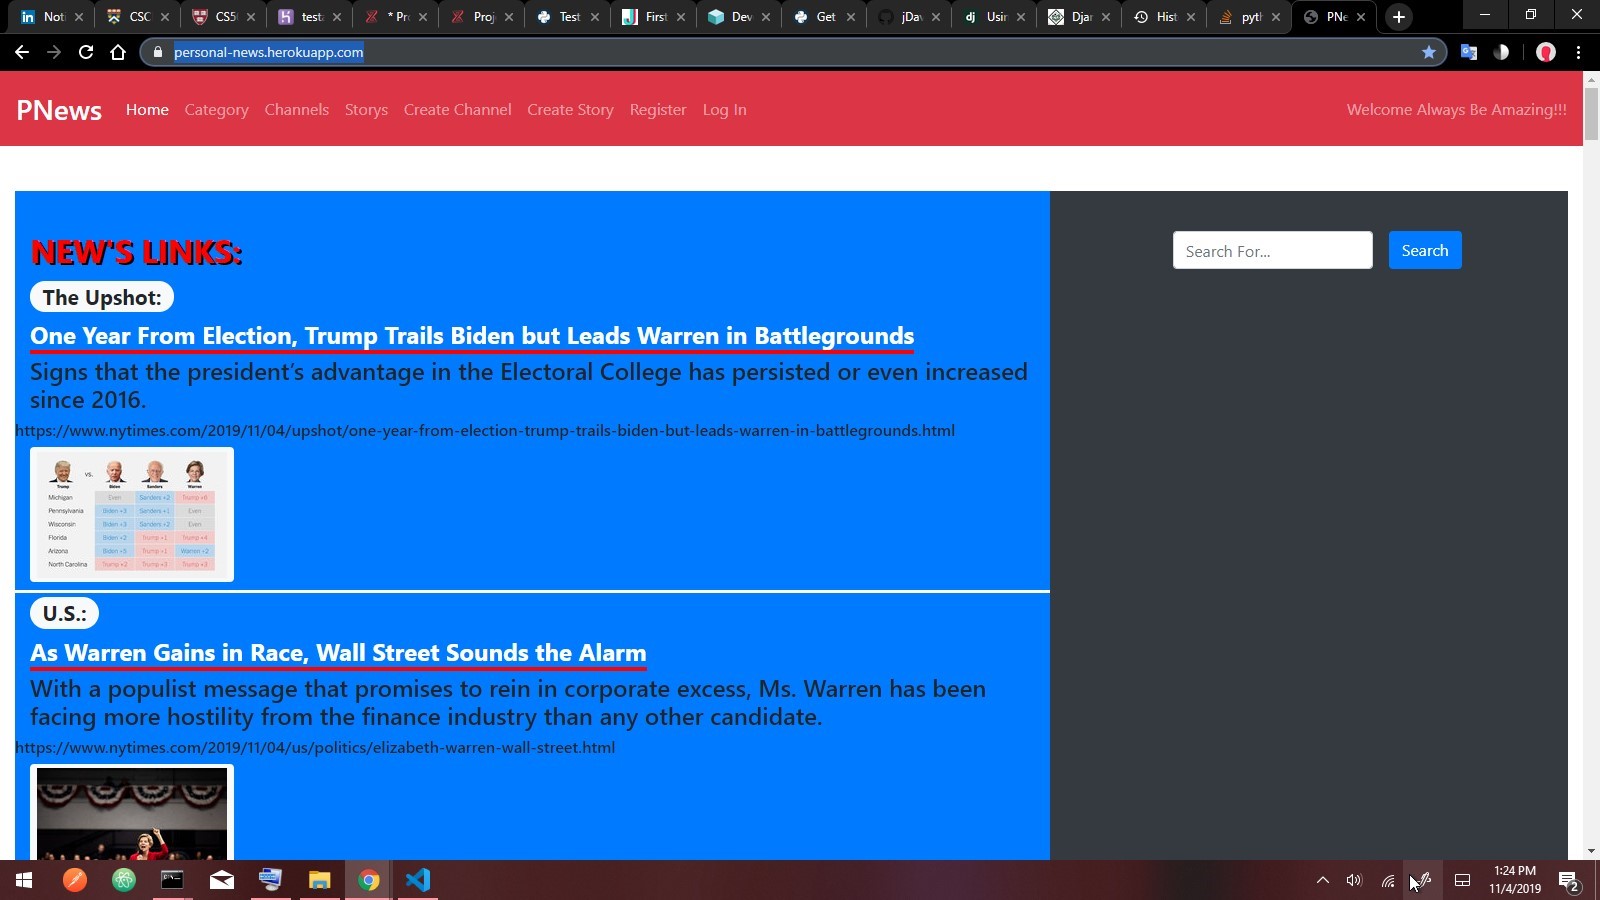 Noti
CSC
CS5
test
* Pr
Proj
Test
First
Dev
Get
jDav
dj
Usin
Djan
Hist
pyth
PNe
personal-news.herokuapp.com
PNews Home Category Channels Storys Create Channel Create Story Register Log In Welcome Always Be Amazing!!!
NEW'S LINKS:
Search For...
Search
The Upshot:
One Year From Election, Trump Trails Biden but Leads Warren in Battlegrounds
Signs that the president’s advantage in the Electoral College has persisted or even increased
since 2016.
https://www.nytimes.com/2019/11/04/upshot/one-year-from-election-trump-trails-biden-but-leads-warren-in-battlegrounds.html
vs.
Trump Biden Sanders Warren
Michigan Even Sanders +2 Trump +6
Pennsylvania Biden +3 Sanders +1 Even
Wisconsin Biden +3 Sanders +2 Even
Florida Biden +2 Trump +1 Trump +4
Arizona Biden +5 Trump +1 Warren +2
North Carolina Trump +2 Trump +3 Trump +3
U.S.:
As Warren Gains in Race, Wall Street Sounds the Alarm
With a populist message that promises to rein in corporate excess, Ms. Warren has been
facing more hostility from the finance industry than any other candidate.
https://www.nytimes.com/2019/11/04/us/politics/elizabeth-warren-wall-street.html
1:24 PM
11/4/2019
2